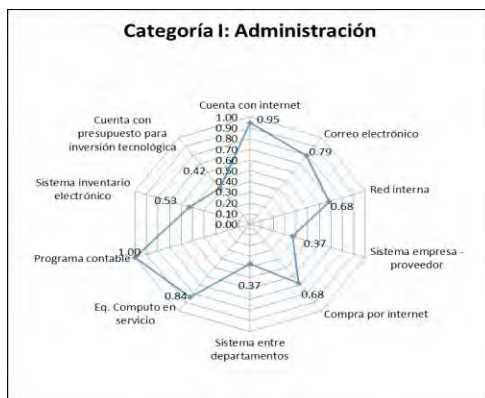 Categoría I: Administración
Cuenta con internet
1.00
0.95
0.90
0.80
0.70
0.60
0.50
0.40
0.30
0.20
0.10
0.00
Correo electrónico
0.79
Red interna
0.68
Sistema empresa -
proveedor
0.37
Compra por internet
0.68
Sistema entre
departamentos
0.37
Eq. Computo en
servicio
0.84
Programa contable
1.00
Sistema inventario
electrónico
0.53
Cuenta con
presupuesto para
inversión tecnológica
0.42